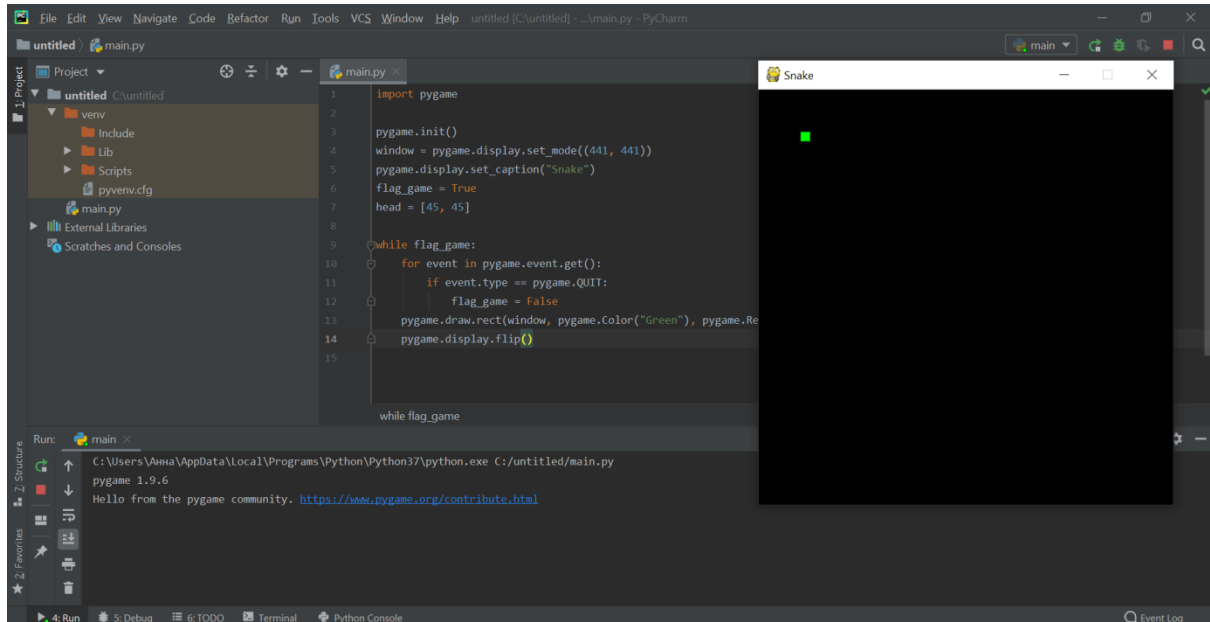 File Edit View Navigate Code Refactor Run Tools VCS Window Help untitled [C:\untitled] - ...\main.py - PyCharm
untitled main.py
main
1: Project
Project
main.py
untitled C:\untitled
venv
Include
Lib
Scripts
pyvenv.cfg
main.py
External Libraries
Scratches and Consoles
1 import pygame
2
3 pygame.init()
4 window = pygame.display.set_mode((441, 441))
5 pygame.display.set_caption("Snake")
6 flag_game = True
7 head = [45, 45]
8
9 while flag_game:
10 for event in pygame.event.get():
11 if event.type == pygame.QUIT:
12 flag_game = False
13 pygame.draw.rect(window, pygame.Color("Green"), pygame.Re
14 pygame.display.flip()
15
while flag_game
Snake
Run: main
C:\Users\Анна\AppData\Local\Programs\Python\Python37\python.exe C:/untitled/main.py
pygame 1.9.6
Hello from the pygame community. https://www.pygame.org/contribute.html
Z: Structure
2: Favorites
4: Run 5: Debug 6: TODO Terminal Python Console Event Log